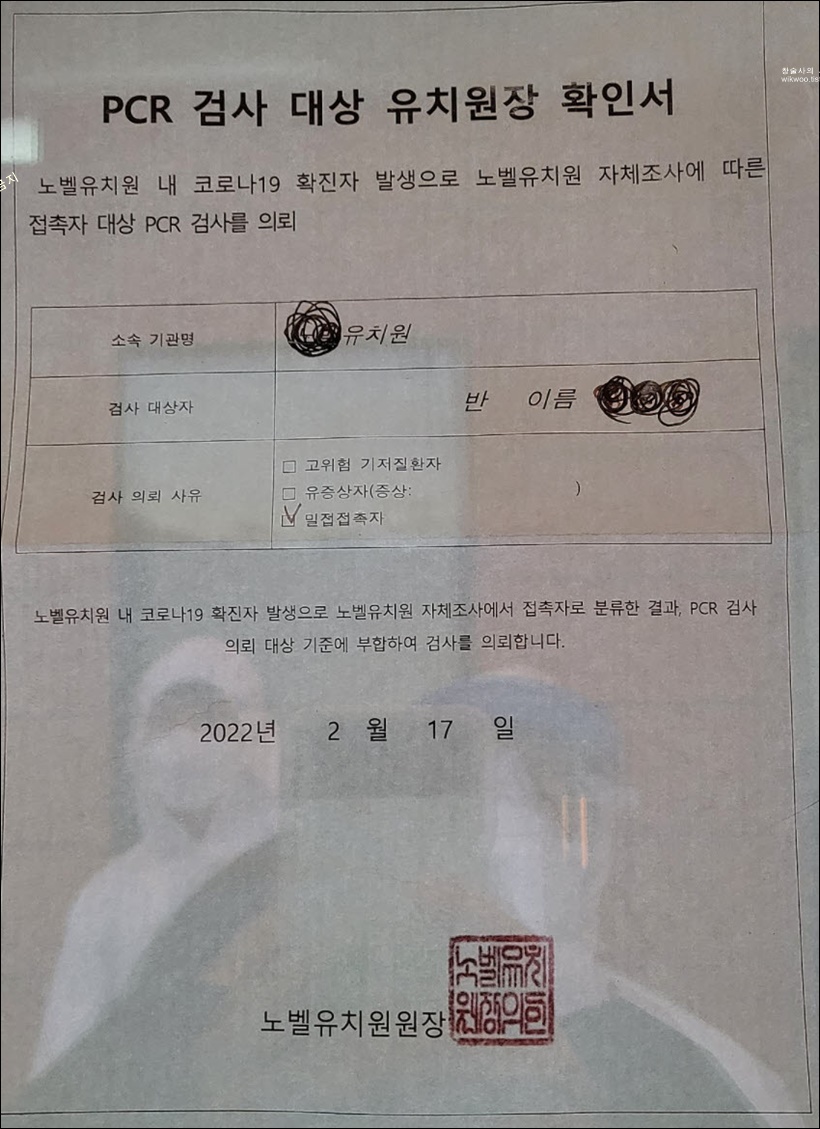 PCR 검사 대상 유치원장 확인서
노벨유치원 내 코로나19 확진자 발생으로 노벨유치원 자체조사에 따른
접촉자 대상 PCR 검사를 의뢰
소속 기관명 유치원
검사 대상자 반 이름
검사 의뢰 사유
□ 고위험 기저질환자
□ 유증상자(증상: )
☑ 밀접접촉자
노벨유치원 내 코로나19 확진자 발생으로 노벨유치원 자체조사에서 접촉자로 분류한 결과, PCR 검사
의뢰 대상 기준에 부합하여 검사를 의뢰합니다.
2022년 2 월 17 일
노벨유치원원장
노벨유치
원장의인